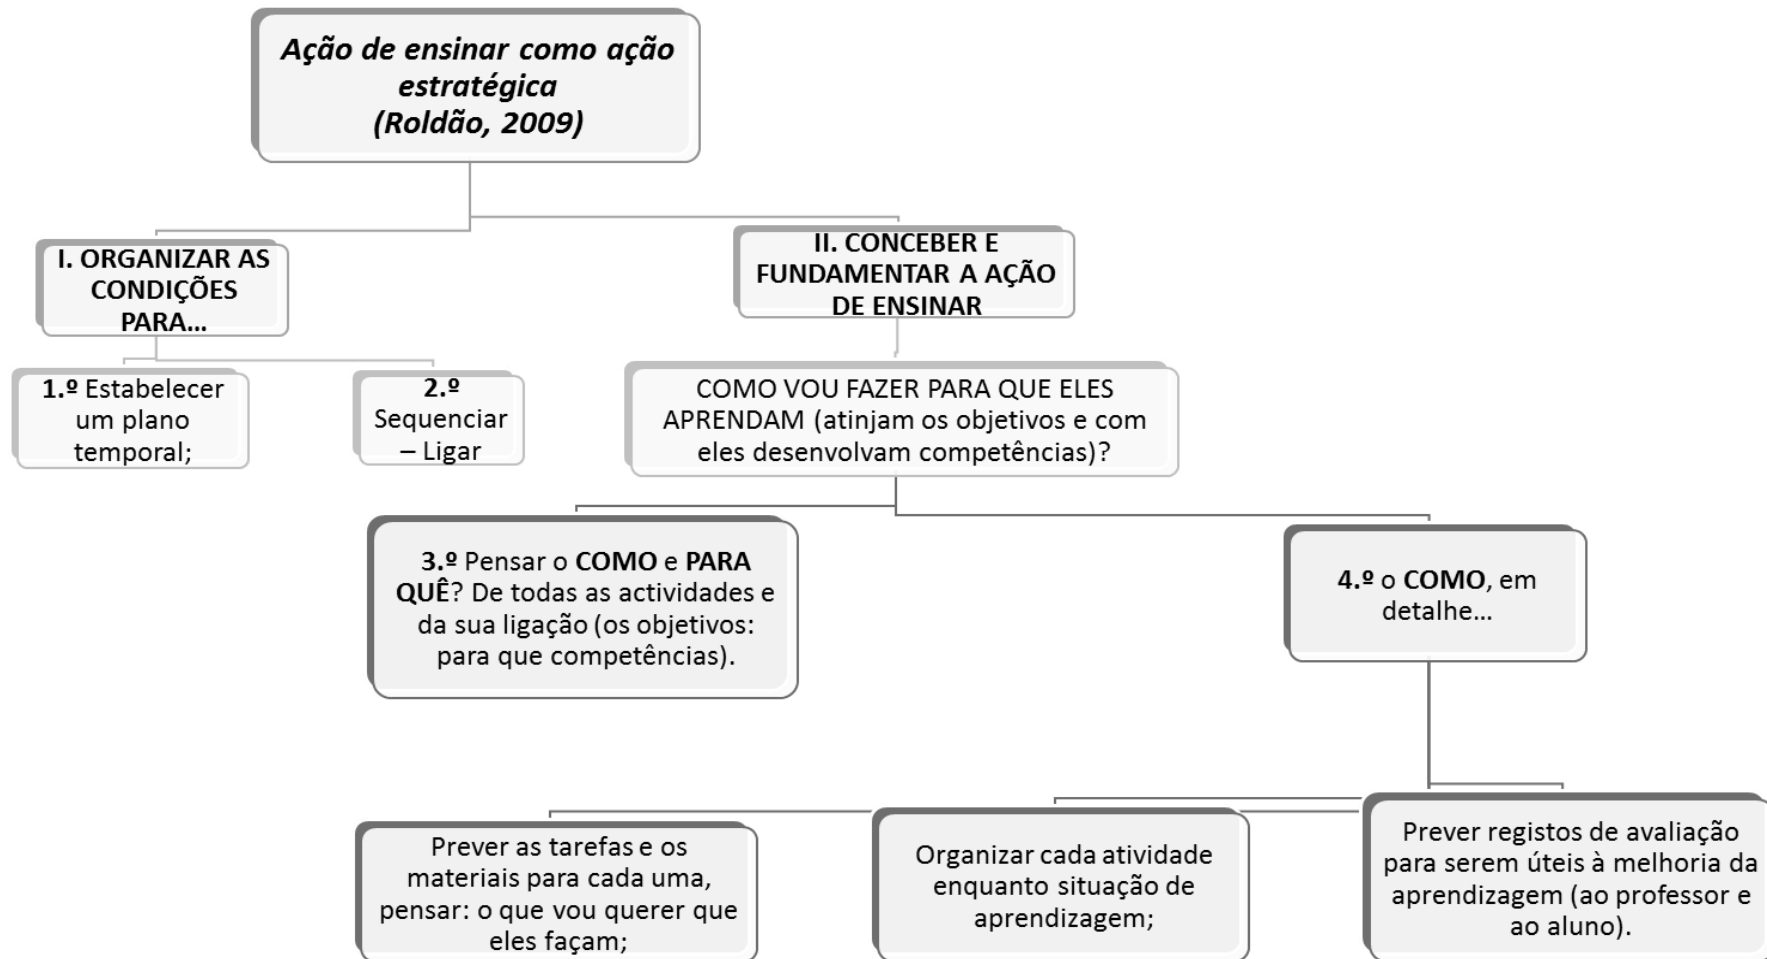 Ação de ensinar como ação
estratégica
(Roldão, 2009)
I. ORGANIZAR AS
CONDIÇÕES
PARA...
II. CONCEBER E
FUNDAMENTAR A AÇÃO
DE ENSINAR
1.º Estabelecer
um plano
temporal;
2.º
Sequenciar
– Ligar
COMO VOU FAZER PARA QUE ELES
APRENDAM (atinjam os objetivos e com
eles desenvolvam competências)?
3.º Pensar o COMO e PARA
QUÊ? De todas as actividades e
da sua ligação (os objetivos:
para que competências).
4.º o COMO, em
detalhe...
Prever as tarefas e os
materiais para cada uma,
pensar: o que vou querer que
eles façam;
Organizar cada atividade
enquanto situação de
aprendizagem;
Prever registos de avaliação
para serem úteis à melhoria da
aprendizagem (ao professor e
ao aluno).